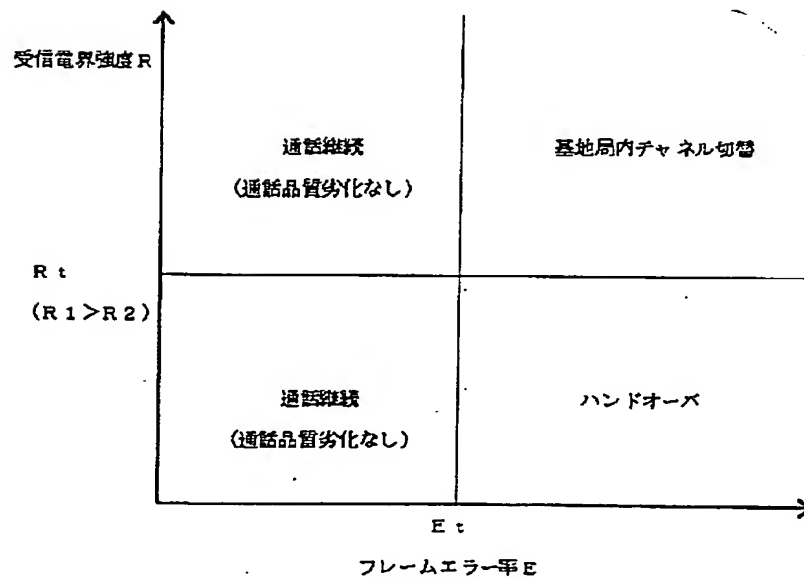 受信電界強度R
通話継続
(通話品質劣化なし)
基地局内チャネル切替
Rt
(R1>R2)
通話継続
(通話品質劣化なし)
ハンドオーバ
Et
フレームエラー率E